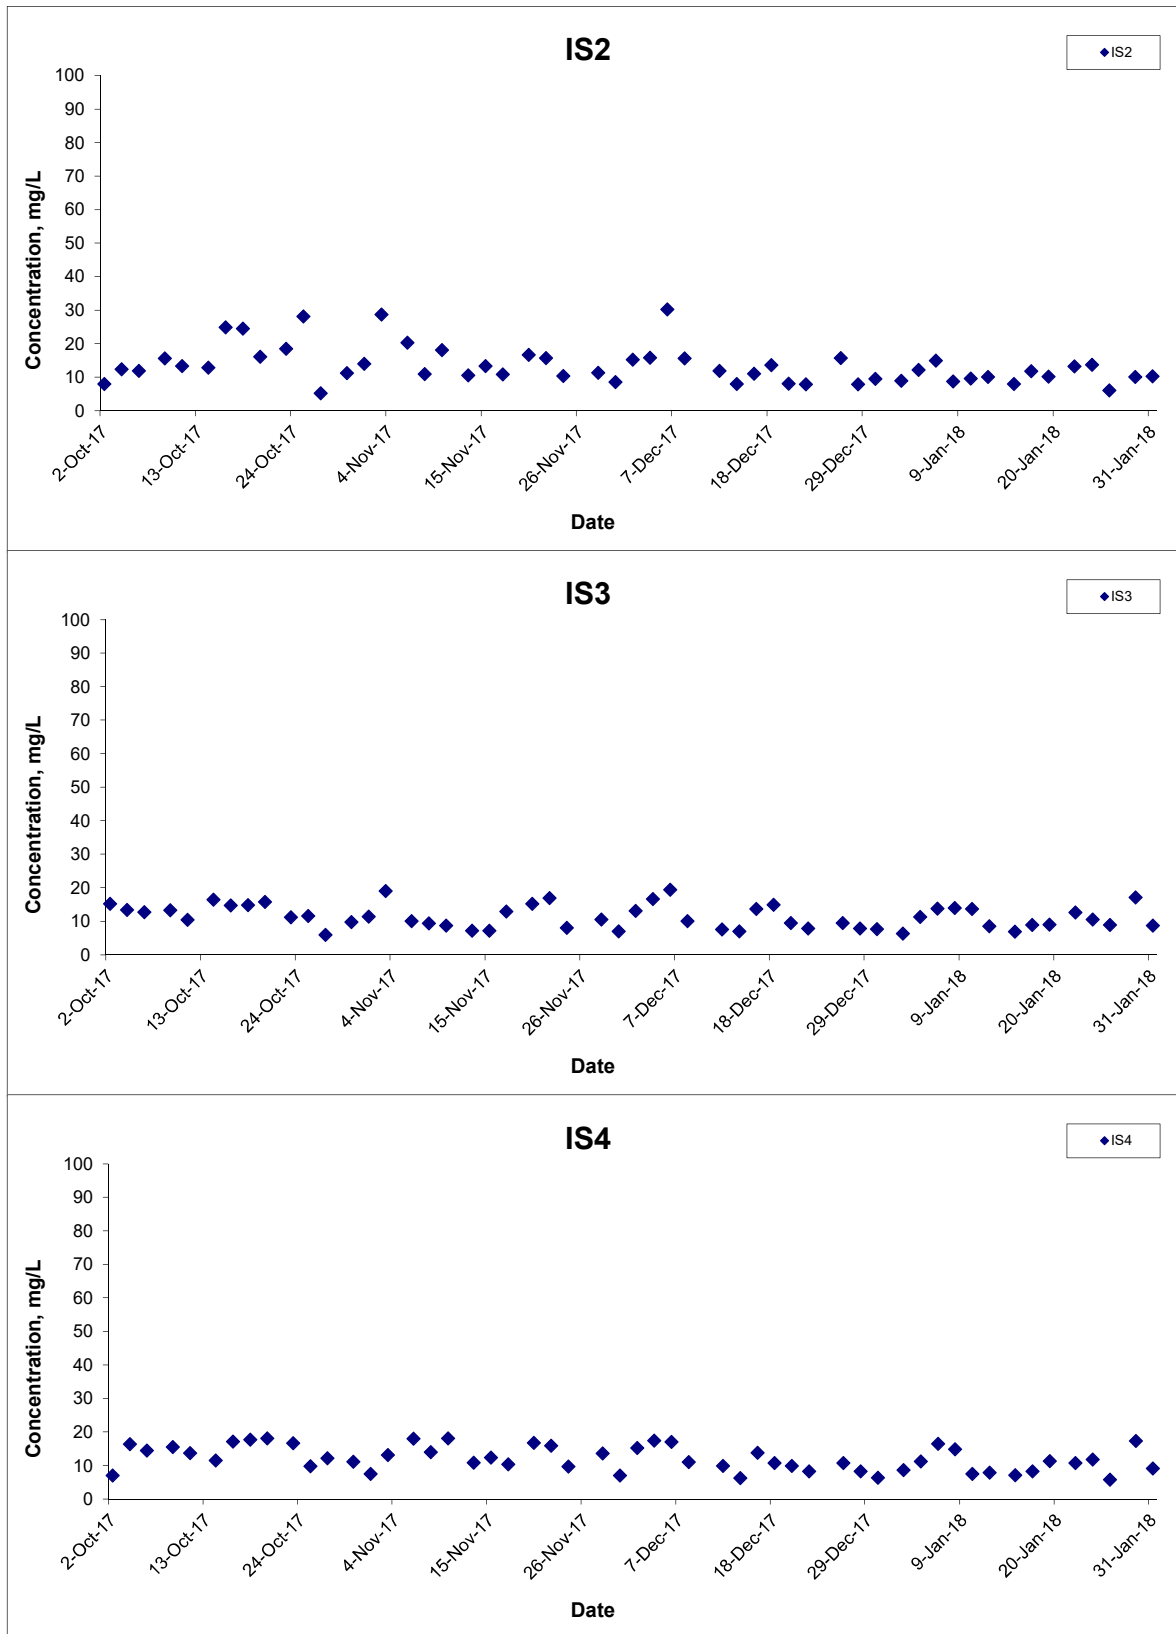 IS2
IS2
100
90
80
70
60
50
40
30
20
10
0
Concentration, mg/L
2-Oct-17
13-Oct-17
24-Oct-17
4-Nov-17
15-Nov-17
26-Nov-17
7-Dec-17
18-Dec-17
29-Dec-17
9-Jan-18
20-Jan-18
31-Jan-18
Date
IS3
IS3
100
90
80
70
60
50
40
30
20
10
0
Concentration, mg/L
2-Oct-17
13-Oct-17
24-Oct-17
4-Nov-17
15-Nov-17
26-Nov-17
7-Dec-17
18-Dec-17
29-Dec-17
9-Jan-18
20-Jan-18
31-Jan-18
Date
IS4
IS4
100
90
80
70
60
50
40
30
20
10
0
Concentration, mg/L
2-Oct-17
13-Oct-17
24-Oct-17
4-Nov-17
15-Nov-17
26-Nov-17
7-Dec-17
18-Dec-17
29-Dec-17
9-Jan-18
20-Jan-18
31-Jan-18
Date